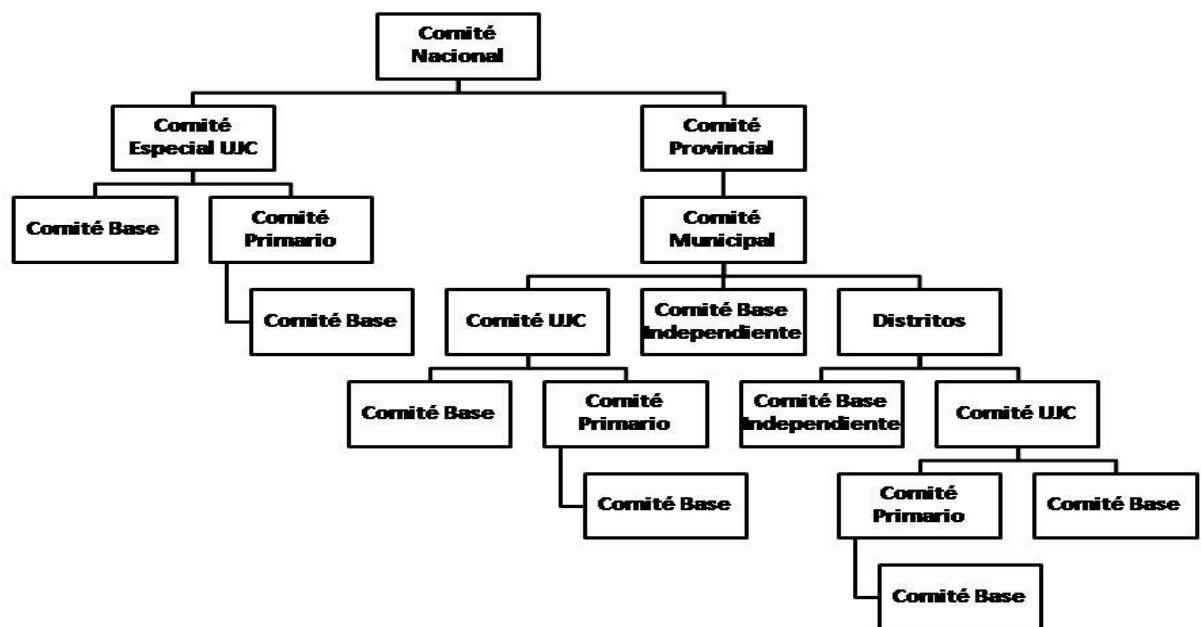 Comité
Nacional
Comité
Especial UJC
Comité
Provincial
Comité Base
Comité
Primario
Comité
Municipal
Comité Base
Comité UJC
Comité Base
Independiente
Distritos
Comité Base
Comité
Primario
Comité Base
Independiente
Comité UJC
Comité Base
Comité
Primario
Comité Base
Comité Base